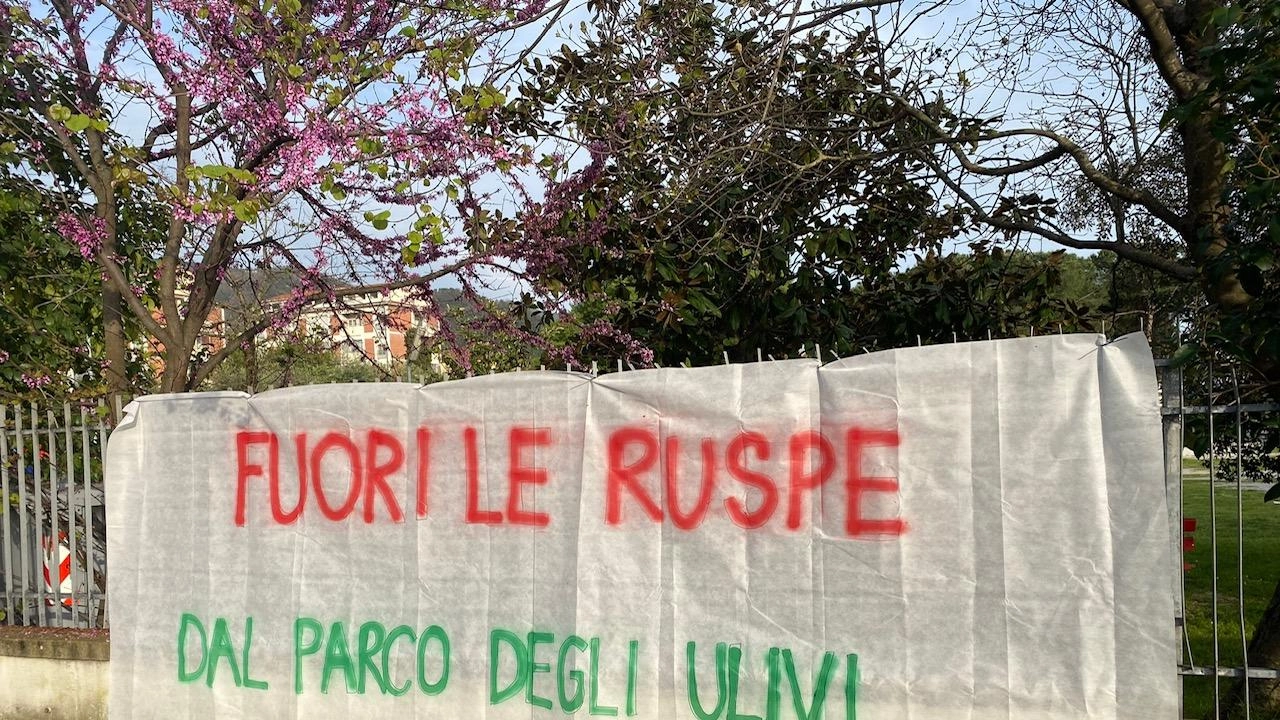 FUORI LE RUSPE
DAL PARCO DEGLI ULIVI